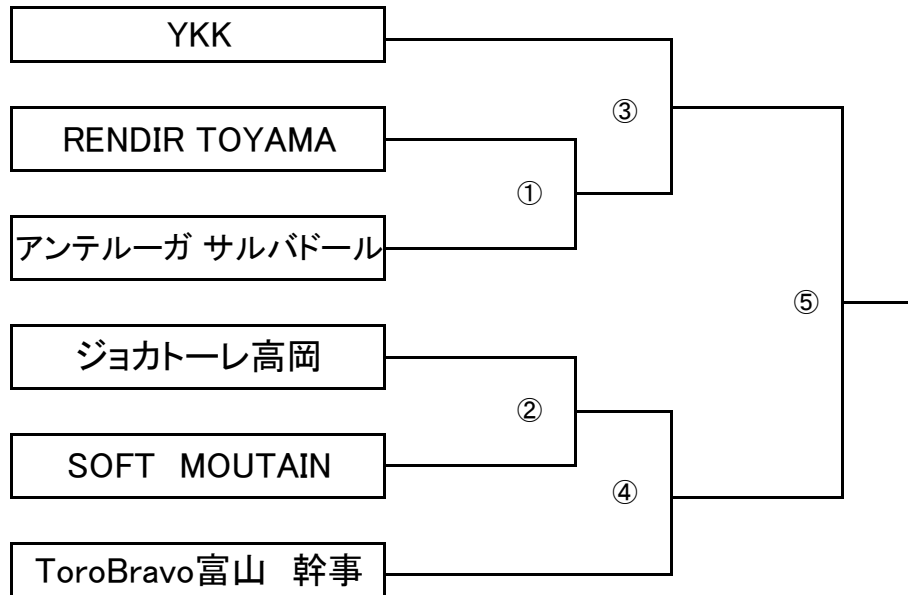 YKK
③
RENDIR TOYAMA
①
アンテルーガ サルバドール
⑤
ジョカトーレ高岡
②
SOFT　MOUTAIN
④
ToroBravo富山　幹事